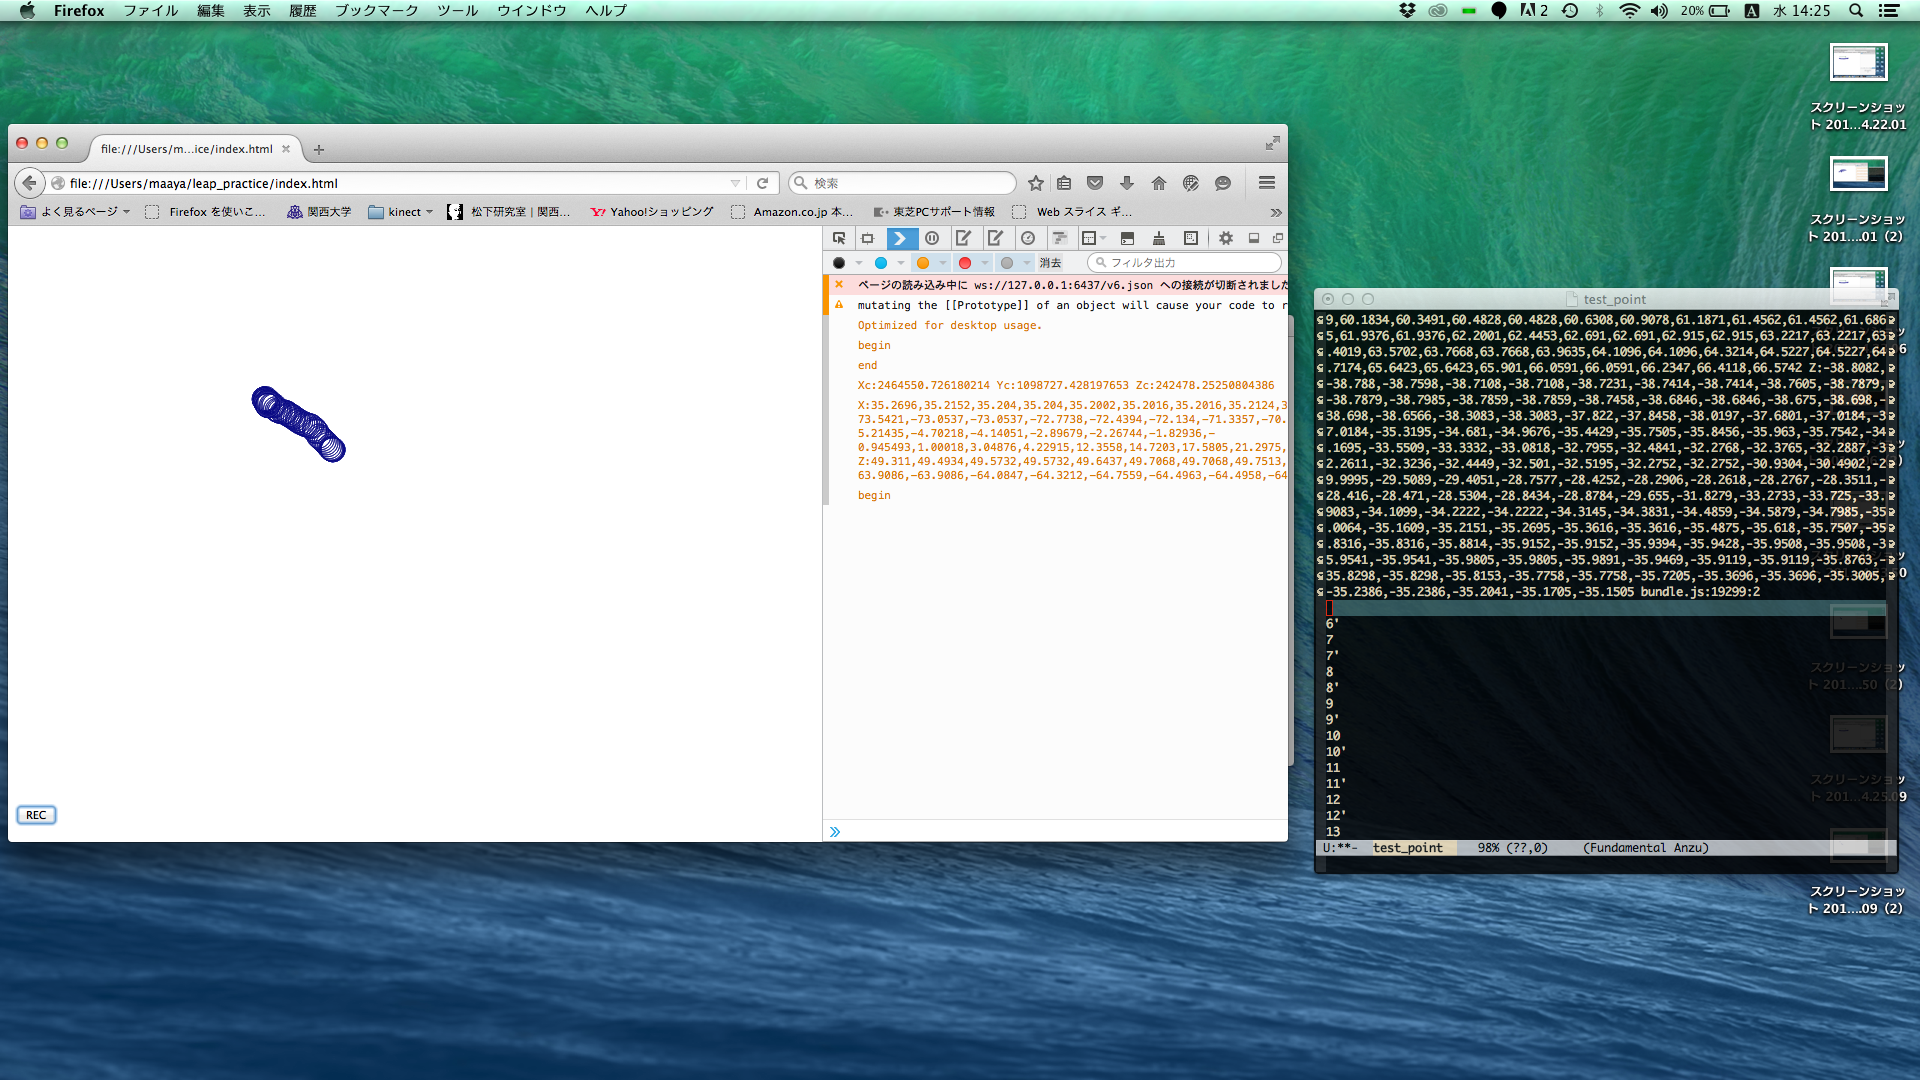 Firefox ファイル 編集 表示 履歴 ブックマーク ツール ウインドウ ヘルプ 2 20% A 水 14:25
スクリーンショッ
ト 201...4.22.01
スクリーンショッ
ト 201....01 (2)
file:///Users/m...ice/index.html
file:///Users/maaya/leap_practice/index.html 検索
よく見るページ Firefox を使いこ... 関西大学 kinect 松下研究室 | 関西... Yahoo!ショッピング Amazon.co.jp 本... 東芝PCサポート情報 Web スライス ギ...
消去 フィルタ出力
ページの読み込み中に ws://127.0.0.1:6437/v6.json への接続が切断されました
mutating the [[Prototype]] of an object will cause your code to r
Optimized for desktop usage.
begin
end
Xc:2464550.726180214 Yc:1098727.428197653 Zc:242478.25250804386
X:35.2696,35.2152,35.204,35.204,35.2002,35.2016,35.2016,35.2124,3
73.5421,-73.0537,-73.0537,-72.7738,-72.4394,-72.134,-71.3357,-70.
5.21435,-4.70218,-4.14051,-2.89679,-2.26744,-1.82936,-
0.945493,1.00018,3.04876,4.22915,12.3558,14.7203,17.5805,21.2975,
Z:49.311,49.4934,49.5732,49.5732,49.6437,49.7068,49.7068,49.7513,
63.9086,-63.9086,-64.0847,-64.3212,-64.7559,-64.4963,-64.4958,-64
begin
REC
test_point
9,60.1834,60.3491,60.4828,60.4828,60.6308,60.9078,61.1871,61.4562,61.4562,61.686
5,61.9376,61.9376,62.2001,62.4453,62.691,62.691,62.915,62.915,63.2217,63.2217,63
.4019,63.5702,63.7668,63.7668,63.9635,64.1096,64.1096,64.3214,64.5227,64.5227,64
.7174,65.6423,65.6423,65.901,66.0591,66.0591,66.2347,66.4118,66.5742 Z:-38.8082,
-38.788,-38.7598,-38.7108,-38.7108,-38.7231,-38.7414,-38.7414,-38.7605,-38.7879,
-38.7879,-38.7985,-38.7859,-38.7859,-38.7458,-38.6846,-38.6846,-38.675,-38.698,-
38.698,-38.6566,-38.3083,-38.3083,-37.822,-37.8458,-38.0197,-37.6801,-37.0184,-3
7.0184,-35.3195,-34.681,-34.9676,-35.4429,-35.7505,-35.8456,-35.963,-35.7542,-34
.1695,-33.5509,-33.3332,-33.0818,-32.7955,-32.4841,-32.2768,-32.3765,-32.2887,-3
2.2611,-32.3236,-32.4449,-32.501,-32.5195,-32.2752,-32.2752,-30.9304,-30.4902,-2
9.9995,-29.5089,-29.4051,-28.7577,-28.4252,-28.2906,-28.2618,-28.2767,-28.3511,-
28.416,-28.471,-28.5304,-28.8434,-28.8784,-29.655,-31.8279,-33.2733,-33.725,-33.
9083,-34.1099,-34.2222,-34.2222,-34.3145,-34.3831,-34.4859,-34.5879,-34.7985,-35
.0064,-35.1609,-35.2151,-35.2695,-35.3616,-35.3616,-35.4875,-35.618,-35.7507,-35
.8316,-35.8316,-35.8814,-35.9152,-35.9152,-35.9394,-35.9428,-35.9508,-35.9508,-3
5.9541,-35.9541,-35.9805,-35.9805,-35.9891,-35.9469,-35.9119,-35.9119,-35.8763,-
35.8298,-35.8298,-35.8153,-35.7758,-35.7758,-35.7205,-35.3696,-35.3696,-35.3005,
-35.2386,-35.2386,-35.2041,-35.1705,-35.1505 bundle.js:19299:2
6'
7
7'
8
8'
9
9'
10
10'
11
11'
12
12'
13
U:**- test_point 98% (??,0) (Fundamental Anzu)
スクリーンショッ
ト 201....50 (2)
スクリーンショッ
ト 201...4.25.09
スクリーンショッ
ト 201....09 (2)